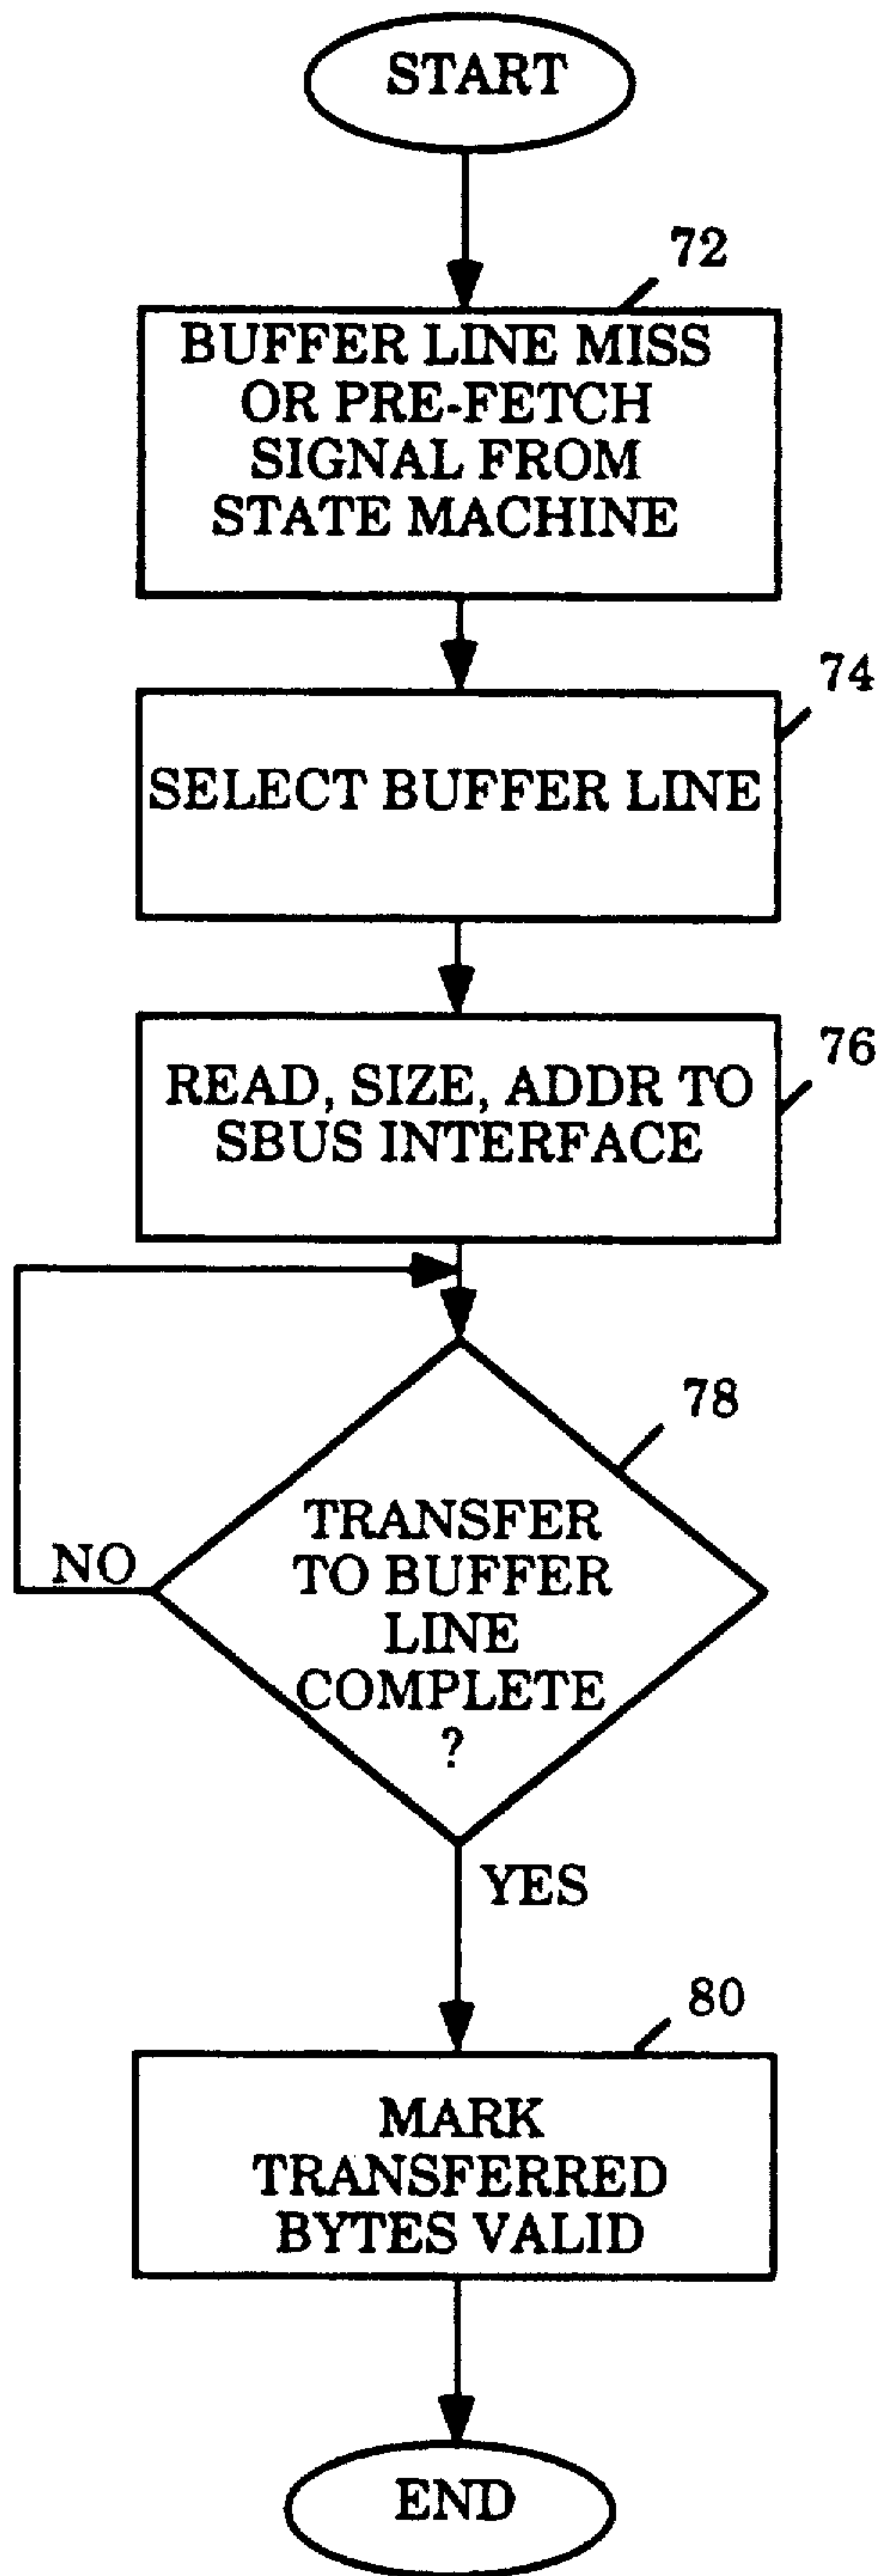 START
72
BUFFER LINE MISS
OR PRE-FETCH
SIGNAL FROM
STATE MACHINE
74
SELECT BUFFER LINE
76
READ, SIZE, ADDR TO
SBUS INTERFACE
78
TRANSFER
TO BUFFER
LINE
COMPLETE
?
NO
YES
80
MARK
TRANSFERRED
BYTES VALID
END